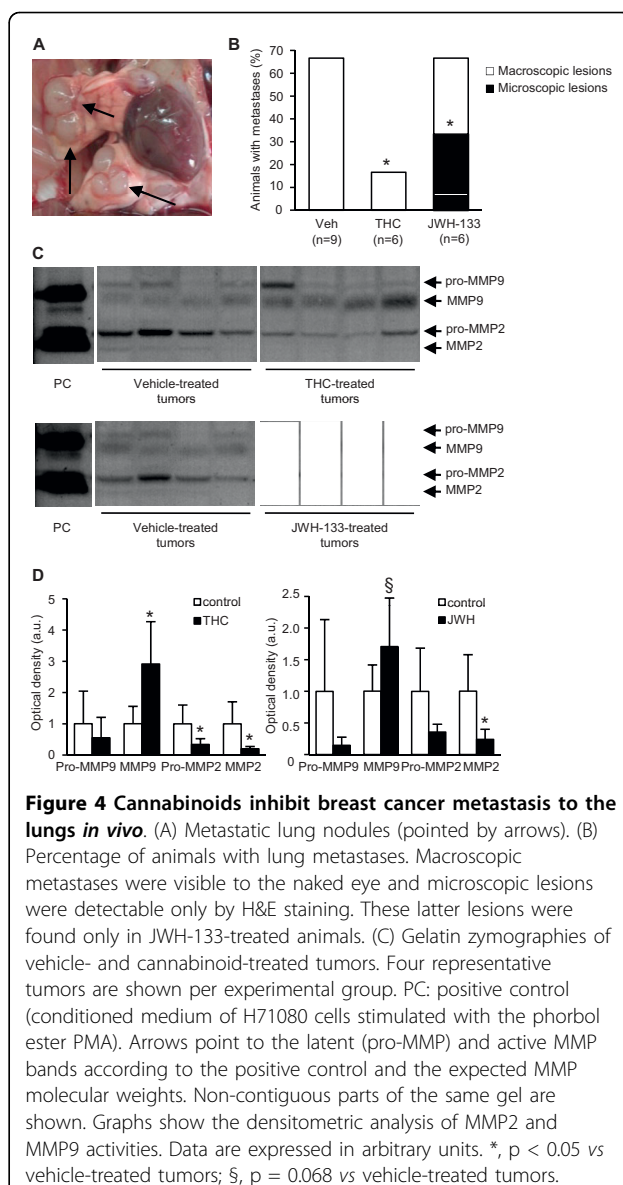 A
B
70
60
50
40
30
20
10
0
Animals with metastases (%)
Macroscopic lesions
Microscopic lesions
*
*
Veh THC JWH-133
(n=9) (n=6) (n=6)
C
pro-MMP9
MMP9
pro-MMP2
MMP2
PC Vehicle-treated tumors THC-treated tumors
pro-MMP9
MMP9
pro-MMP2
MMP2
PC Vehicle-treated tumors JWH-133-treated tumors
D
5
4
3
2
1
0
Optical density (a.u.)
control
THC
*
*
*
Pro-MMP9 MMP9 Pro-MMP2 MMP2
2.5
2.0
1.5
1.0
0.5
0
Optical density (a.u.)
§
control
JWH
*
Pro-MMP9 MMP9 Pro-MMP2 MMP2
Figure 4 Cannabinoids inhibit breast cancer metastasis to the
lungs in vivo. (A) Metastatic lung nodules (pointed by arrows). (B)
Percentage of animals with lung metastases. Macroscopic
metastases were visible to the naked eye and microscopic lesions
were detectable only by H&E staining. These latter lesions were
found only in JWH-133-treated animals. (C) Gelatin zymographies of
vehicle- and cannabinoid-treated tumors. Four representative
tumors are shown per experimental group. PC: positive control
(conditioned medium of H71080 cells stimulated with the phorbol
ester PMA). Arrows point to the latent (pro-MMP) and active MMP
bands according to the positive control and the expected MMP
molecular weights. Non-contiguous parts of the same gel are
shown. Graphs show the densitometric analysis of MMP2 and
MMP9 activities. Data are expressed in arbitrary units. *, p < 0.05 vs
vehicle-treated tumors; §, p = 0.068 vs vehicle-treated tumors.